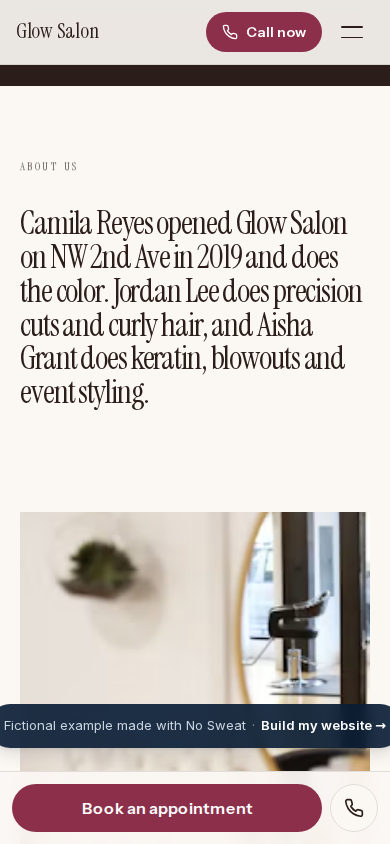 Glow Salon
Call now
ABOUT US
Camila Reyes opened Glow Salon
on NW 2nd Ave in 2019 and does
the color. Jordan Lee does precision
cuts and curly hair, and Aisha
Grant does keratin, blowouts and
event styling.
Fictional example made with No Sweat · Build my website →
Book an appointment